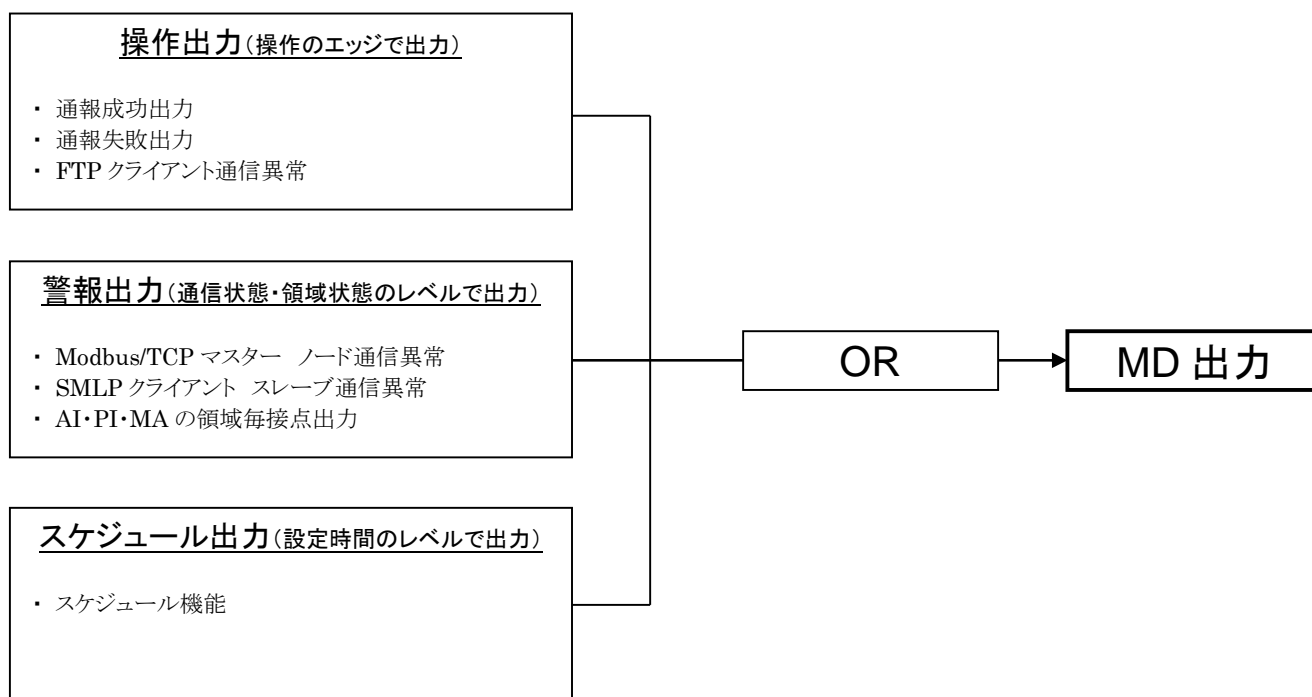 操作出力(操作のエッジで出力)
・ 通報成功出力
・ 通報失敗出力
・ FTP クライアント通信異常
警報出力(通信状態・領域状態のレベルで出力)
・ Modbus/TCP マスター ノード通信異常
・ SMLP クライアント スレーブ通信異常
・ AI・PI・MA の領域毎接点出力
スケジュール出力(設定時間のレベルで出力)
・ スケジュール機能
OR
MD 出力